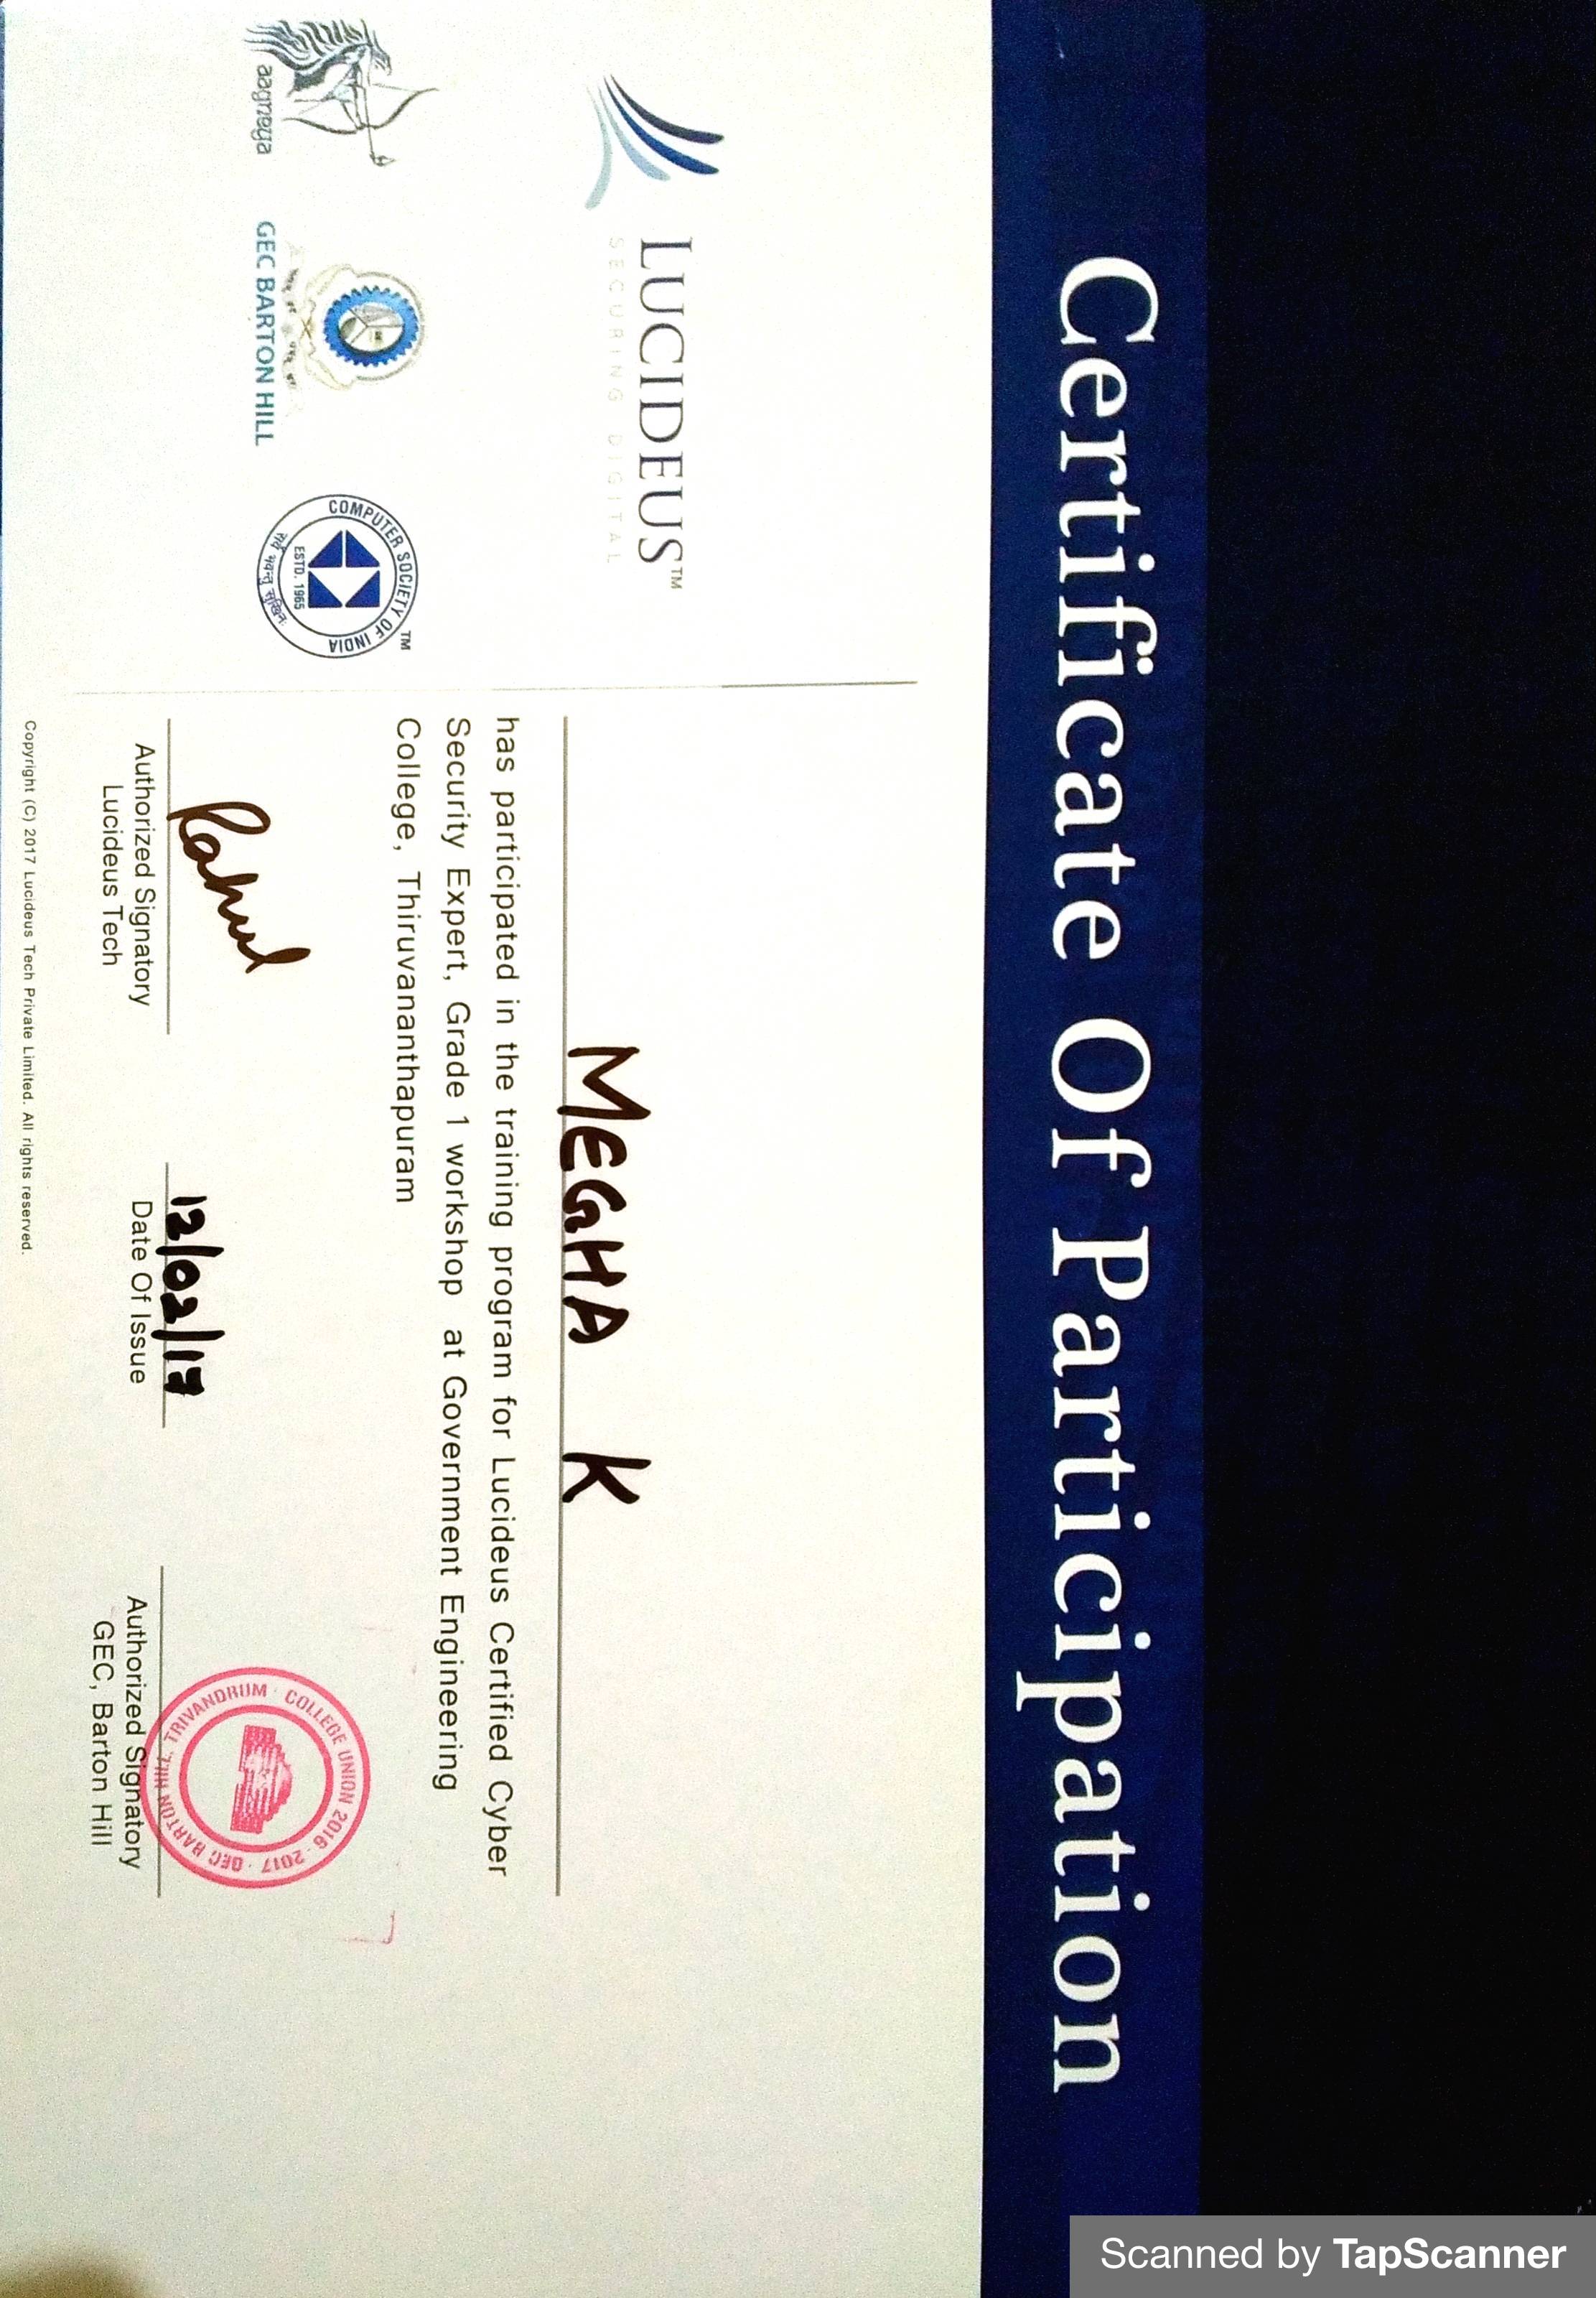 Scanned by TapScanner
Certificate Of Participation
LUCIDEUS™
SECURING DIGITAL
MEGHA K
has participated in the training program for Lucideus Certified Cyber
Security Expert, Grade 1 workshop at Government Engineering
College, Thiruvananthapuram
aagneya
GEC BARTON HILL
COMPUTER SOCIETY OF INDIA ™
ESTD. 1965
सर्वे भवन्तु सुखिनः
Rahul
Authorized Signatory
Lucideus Tech
12/02/17
Date Of Issue
COLLEGE UNION 2016-2017 · GEC BARTON HILL, TRIVANDRUM ·
Authorized Signatory
GEC, Barton Hill
Copyright (C) 2017 Lucideus Tech Private Limited. All rights reserved.